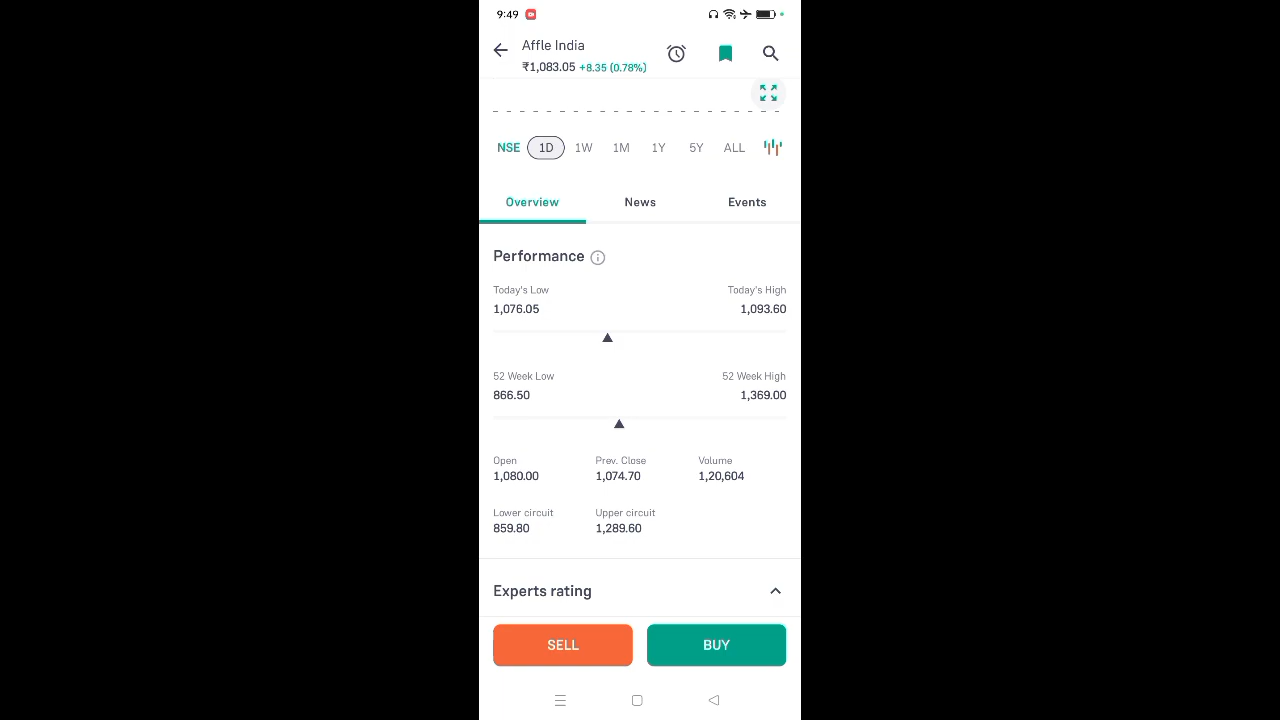 9:49
Affle India
₹1,083.05 +8.35 (0.78%)
NSE 1D 1W 1M 1Y 5Y ALL
Overview News Events
Performance
Today's Low Today's High
1,076.05 1,093.60
52 Week Low 52 Week High
866.50 1,369.00
Open Prev. Close Volume
1,080.00 1,074.70 1,20,604
Lower circuit Upper circuit
859.80 1,289.60
Experts rating
SELL BUY